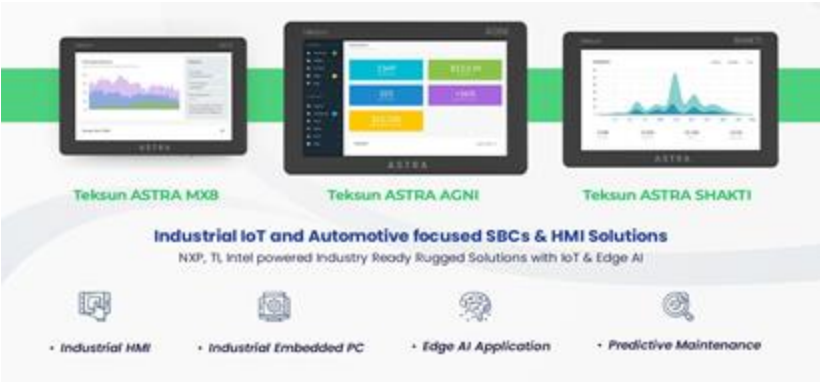 AGNI
SHAKTI
ASTRA
ASTRA
ASTRA
Teksun ASTRA MX8
Teksun ASTRA AGNI
Teksun ASTRA SHAKTI
Industrial IoT and Automotive focused SBCs & HMI Solutions
NXP, TI, Intel powered Industry Ready Rugged Solutions with IoT & Edge AI
• Industrial HMI
• Industrial Embedded PC
• Edge AI Application
• Predictive Maintenance